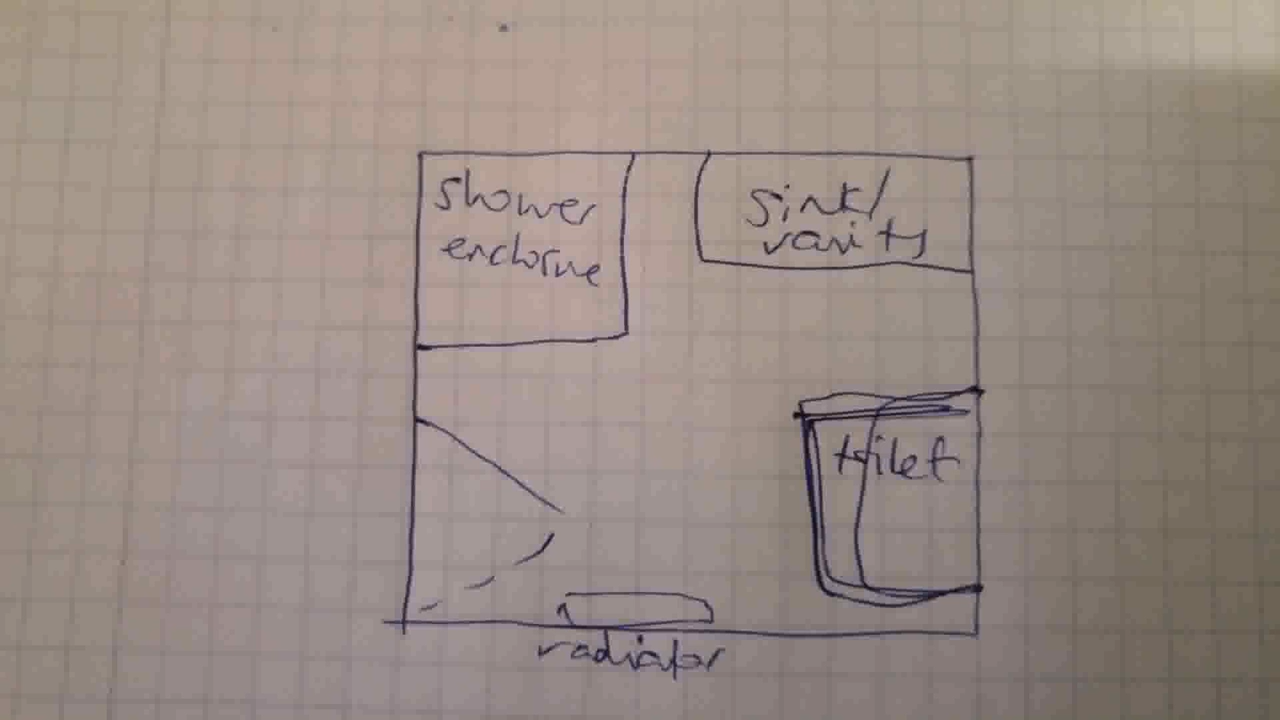 shower
enclosure
sink/
vanity
toilet
radiator